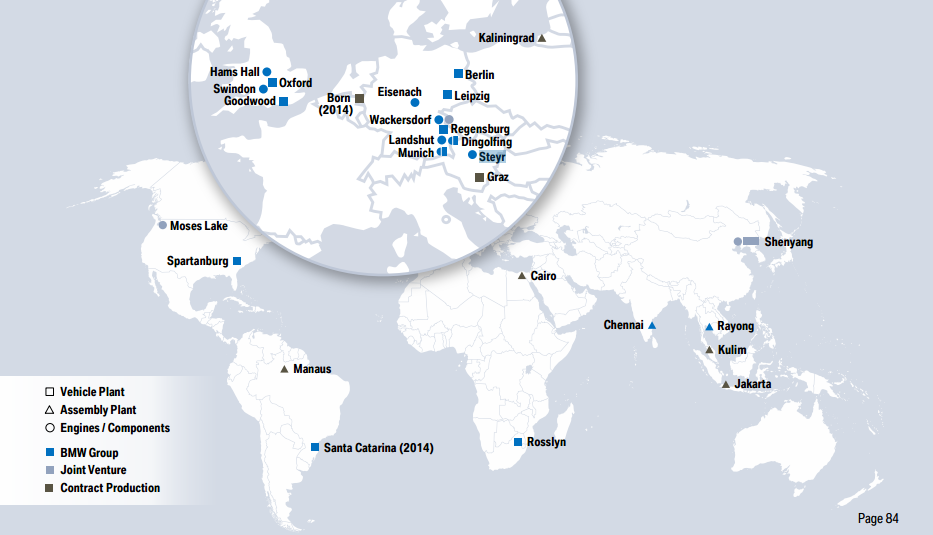 Kaliningrad
Hams Hall
Oxford
Swindon
Goodwood
Born
(2014)
Eisenach
Berlin
Leipzig
Wackersdorf
Regensburg
Landshut
Dingolfing
Munich
Steyr
Graz
Moses Lake
Spartanburg
Shenyang
Cairo
Chennai
Rayong
Kulim
Manaus
Jakarta
Santa Catarina (2014)
Rosslyn
Vehicle Plant
Assembly Plant
Engines / Components
BMW Group
Joint Venture
Contract Production
Page 84